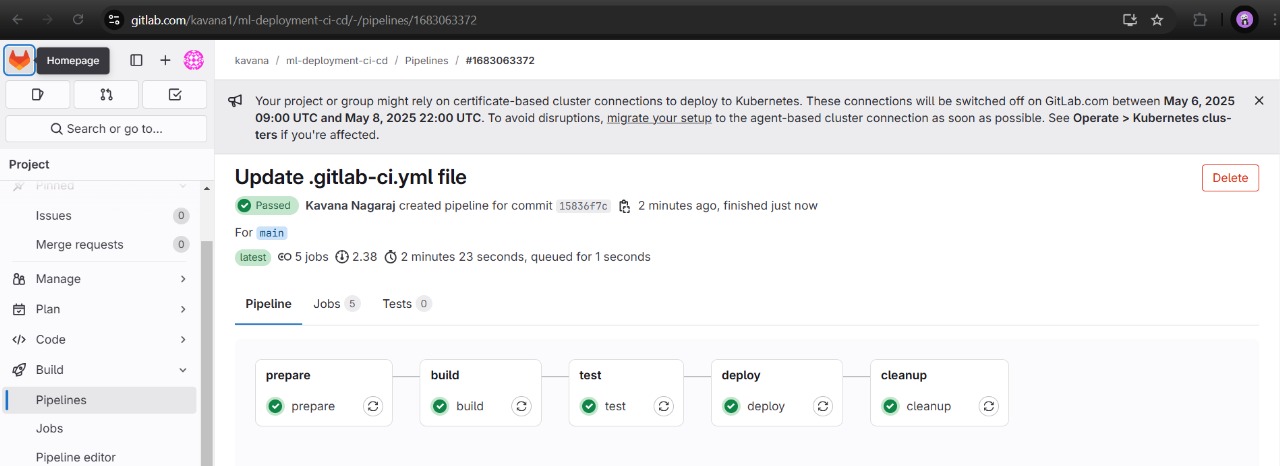 gitlab.com/kavana1/ml-deployment-ci-cd/-/pipelines/1683063372
Homepage
Search or go to...
Project
Pinned
Issues 0
Merge requests 0
Manage
Plan
Code
Build
Pipelines
Jobs
Pipeline editor
kavana / ml-deployment-ci-cd / Pipelines / #1683063372
Your project or group might rely on certificate-based cluster connections to deploy to Kubernetes. These connections will be switched off on GitLab.com between May 6, 2025
09:00 UTC and May 8, 2025 22:00 UTC. To avoid disruptions, migrate your setup to the agent-based cluster connection as soon as possible. See Operate > Kubernetes clus-
ters if you're affected.
Update .gitlab-ci.yml file
Delete
Passed Kavana Nagaraj created pipeline for commit 15836f7c 2 minutes ago, finished just now
For main
latest 5 jobs 2.38 2 minutes 23 seconds, queued for 1 seconds
Pipeline Jobs 5 Tests 0
prepare build test deploy cleanup
prepare build test deploy cleanup